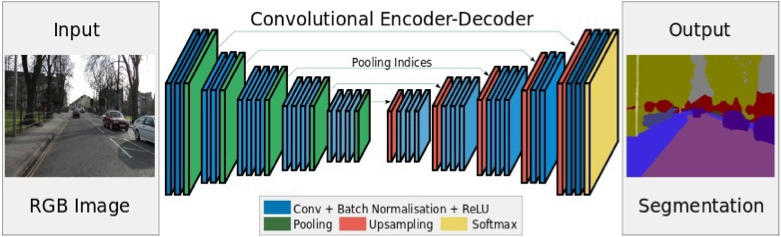 Input
Convolutional Encoder-Decoder
Output
Pooling Indices
RGB Image
Segmentation
Conv + Batch Normalisation + ReLU
Pooling
Upsampling
Softmax